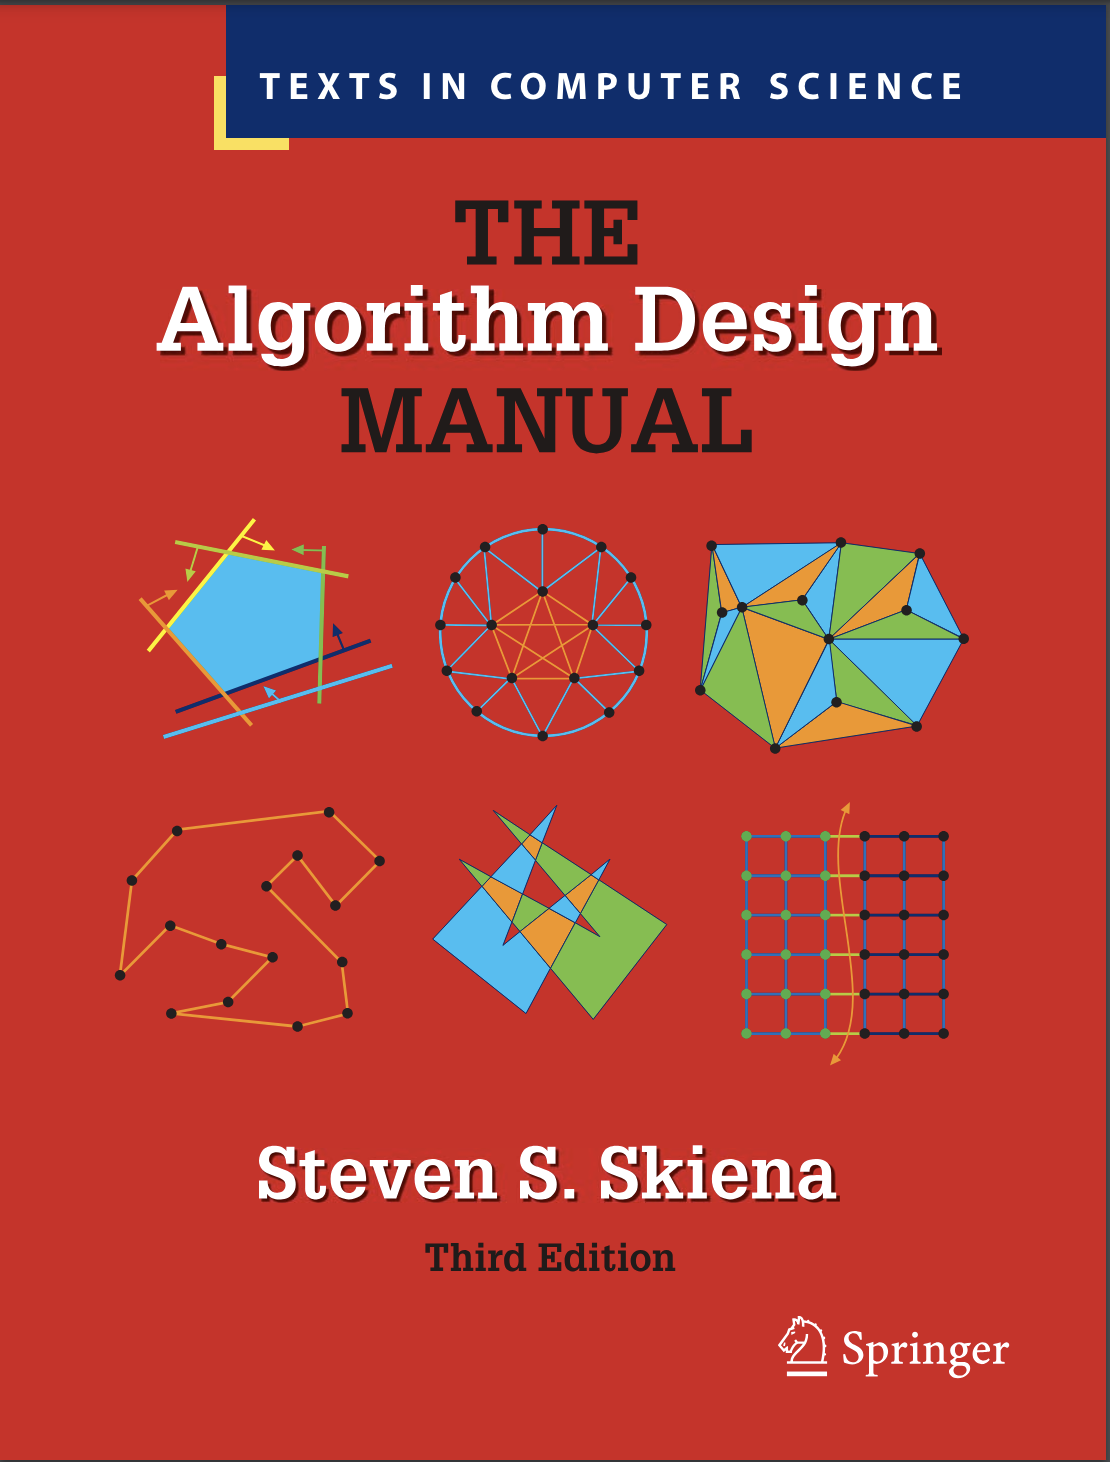 TEXTS IN COMPUTER SCIENCE
THE
Algorithm Design
MANUAL
Steven S. Skiena
Third Edition
Springer